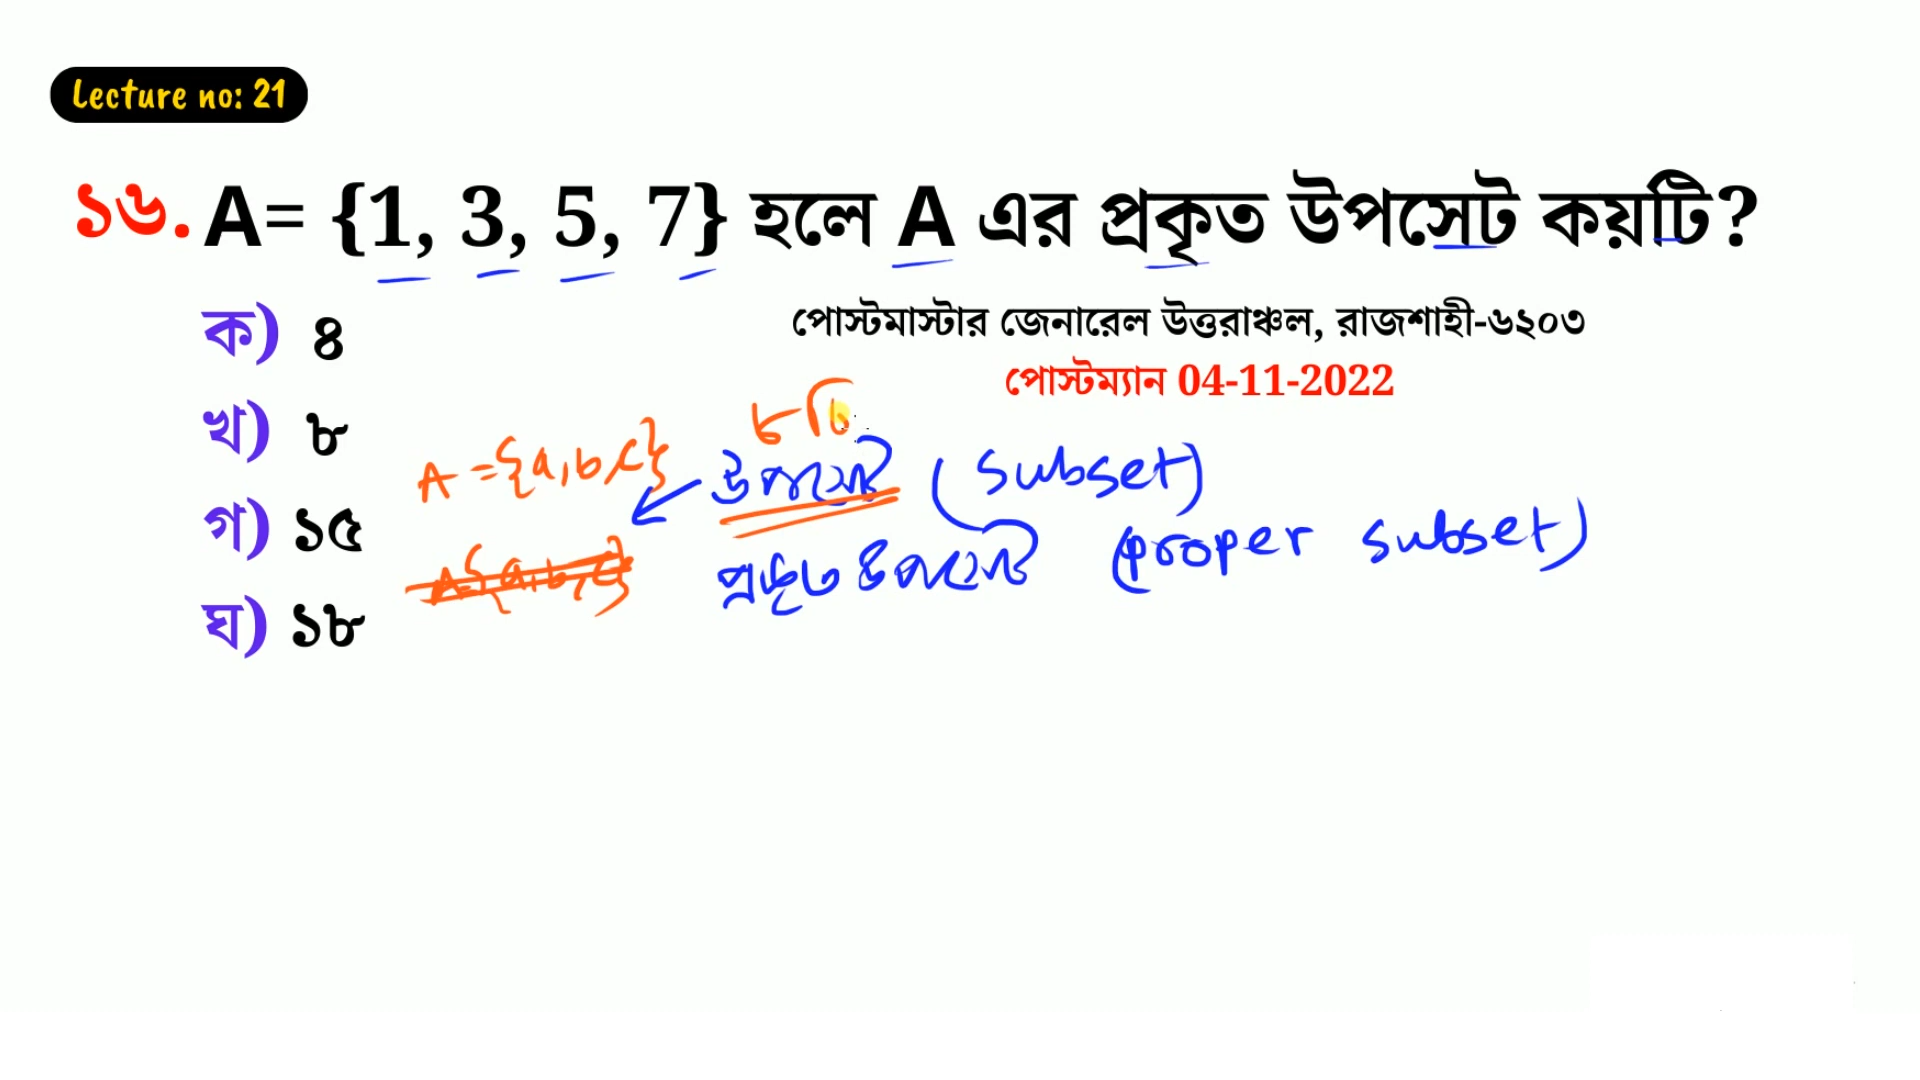 Lecture no: 21
১৬. A= {1, 3, 5, 7} হলে A এর প্রকৃত উপসেট কয়টি?
ক) ৪
পোস্টমাস্টার জেনারেল উত্তরাঞ্চল, রাজশাহী-৬২০৩
পোস্টম্যান 04-11-2022
খ) ৮
৮টি
A = {a, b, c}
উপসেট (subset)
গ) ১৫
A={a, b, c}
প্রকৃত উপসেট (proper subset)
ঘ) ১৮